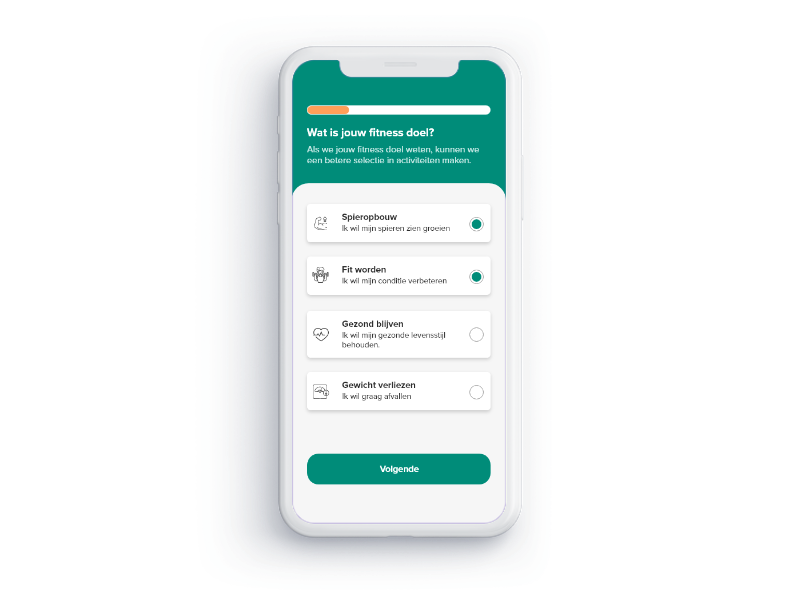 Wat is jouw fitness doel?
Als we jouw fitness doel weten, kunnen we
een betere selectie in activiteiten maken.
Spieropbouw
Ik wil mijn spieren zien groeien
Fit worden
Ik wil mijn conditie verbeteren
Gezond blijven
Ik wil mijn gezonde levensstijl
behouden.
Gewicht verliezen
Ik wil graag afvallen
Volgende